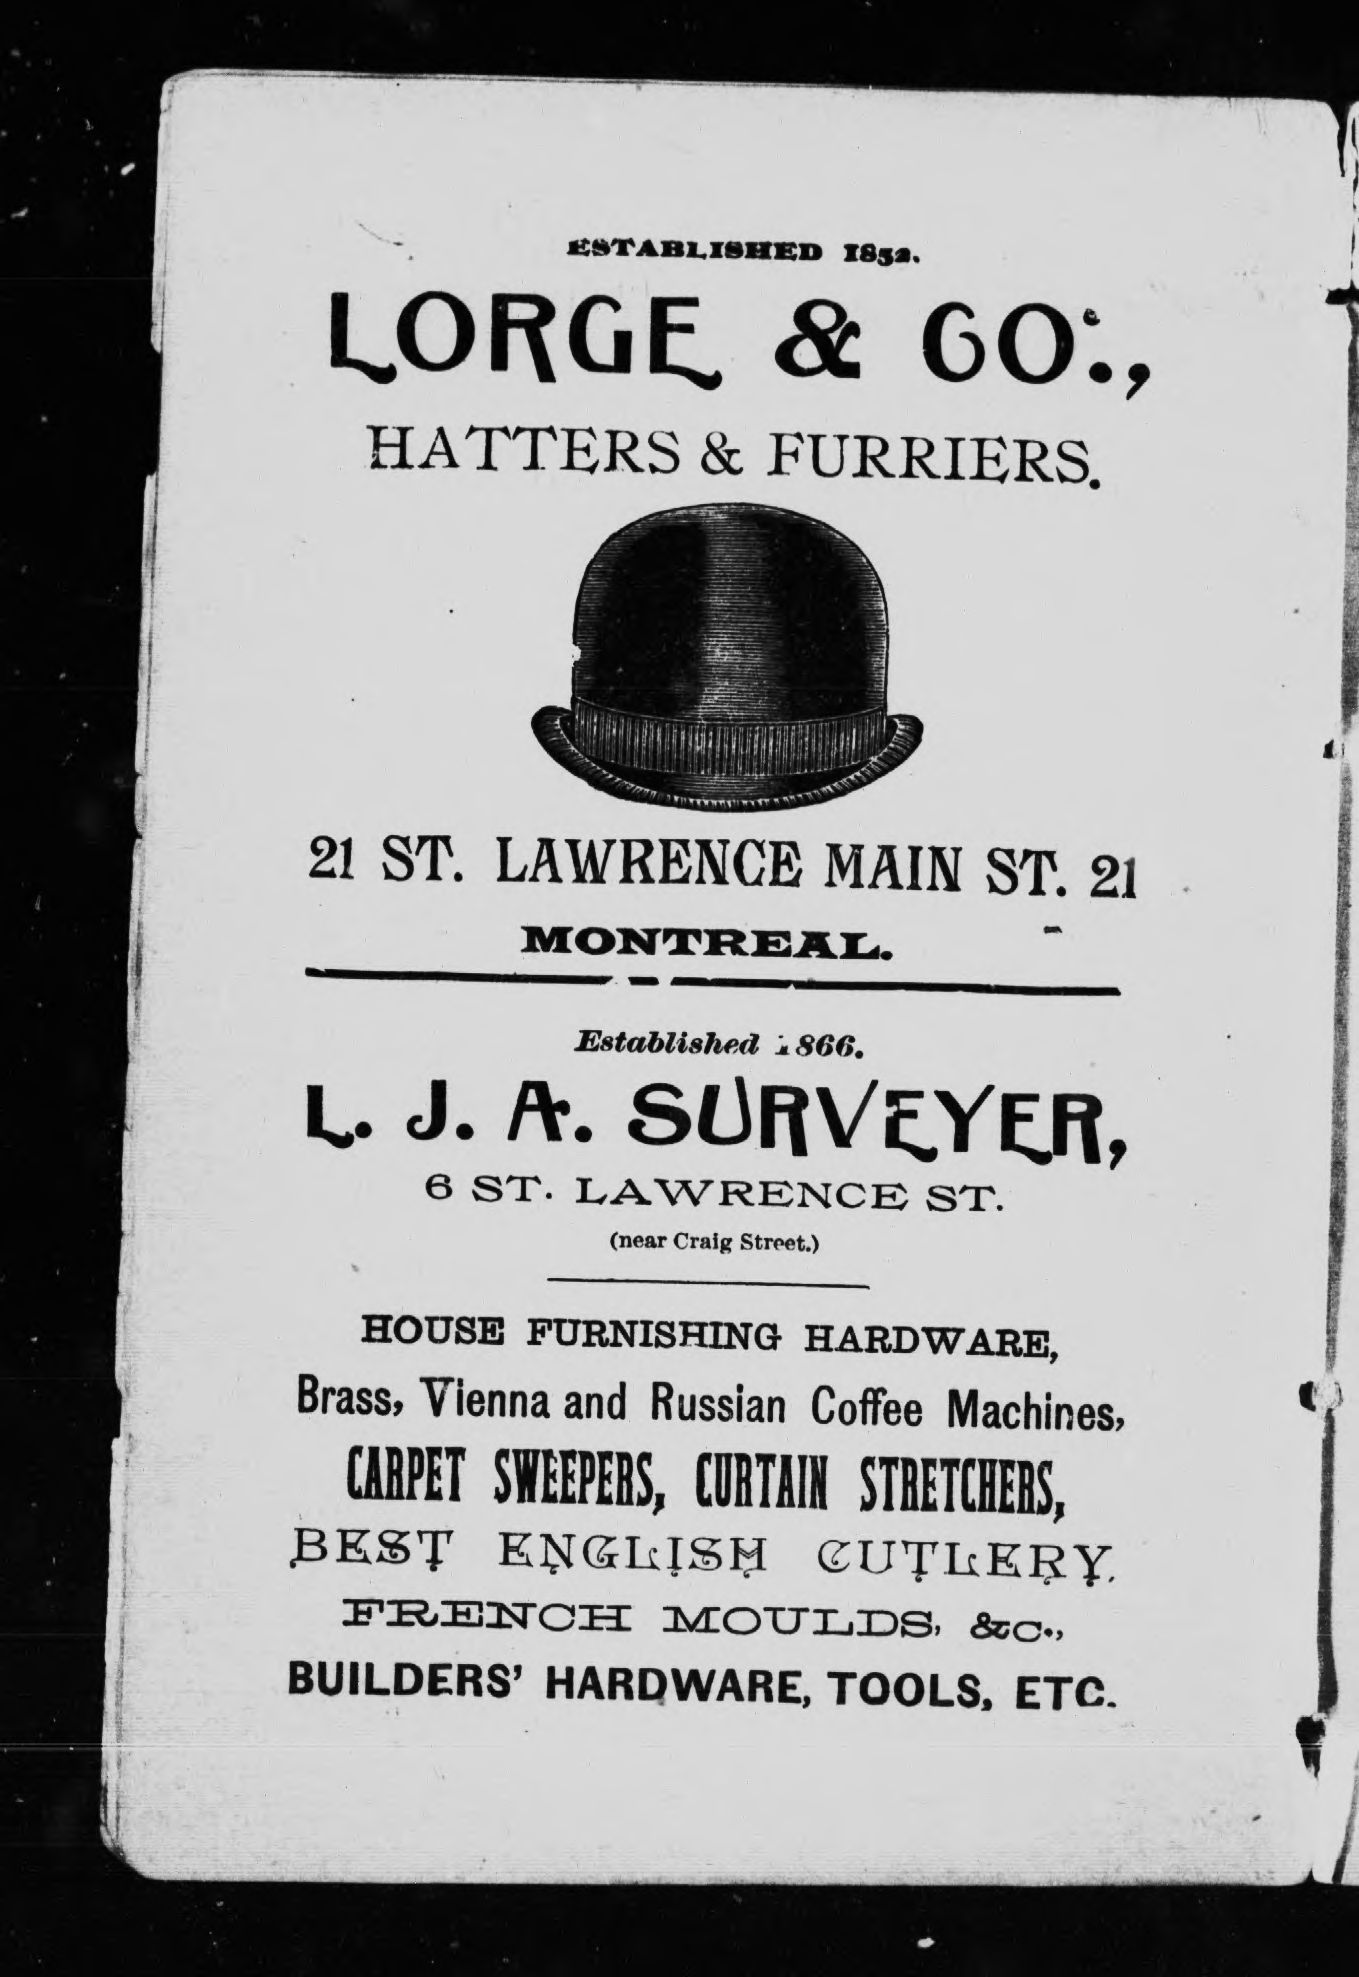 ESTABLISHED 1852.
LORGE & CO.,
HATTERS & FURRIERS.
21 ST. LAWRENCE MAIN ST. 21
MONTREAL.
Established 1866.
L. J. A. SURVEYER,
6 ST. LAWRENCE ST.
(near Craig Street.)
HOUSE FURNISHING HARDWARE,
Brass, Vienna and Russian Coffee Machines,
CARPET SWEEPERS, CURTAIN STRETCHERS,
BEST ENGLISH CUTLERY.
FRENCH MOULDS, &c.,
BUILDERS' HARDWARE, TOOLS, ETC.